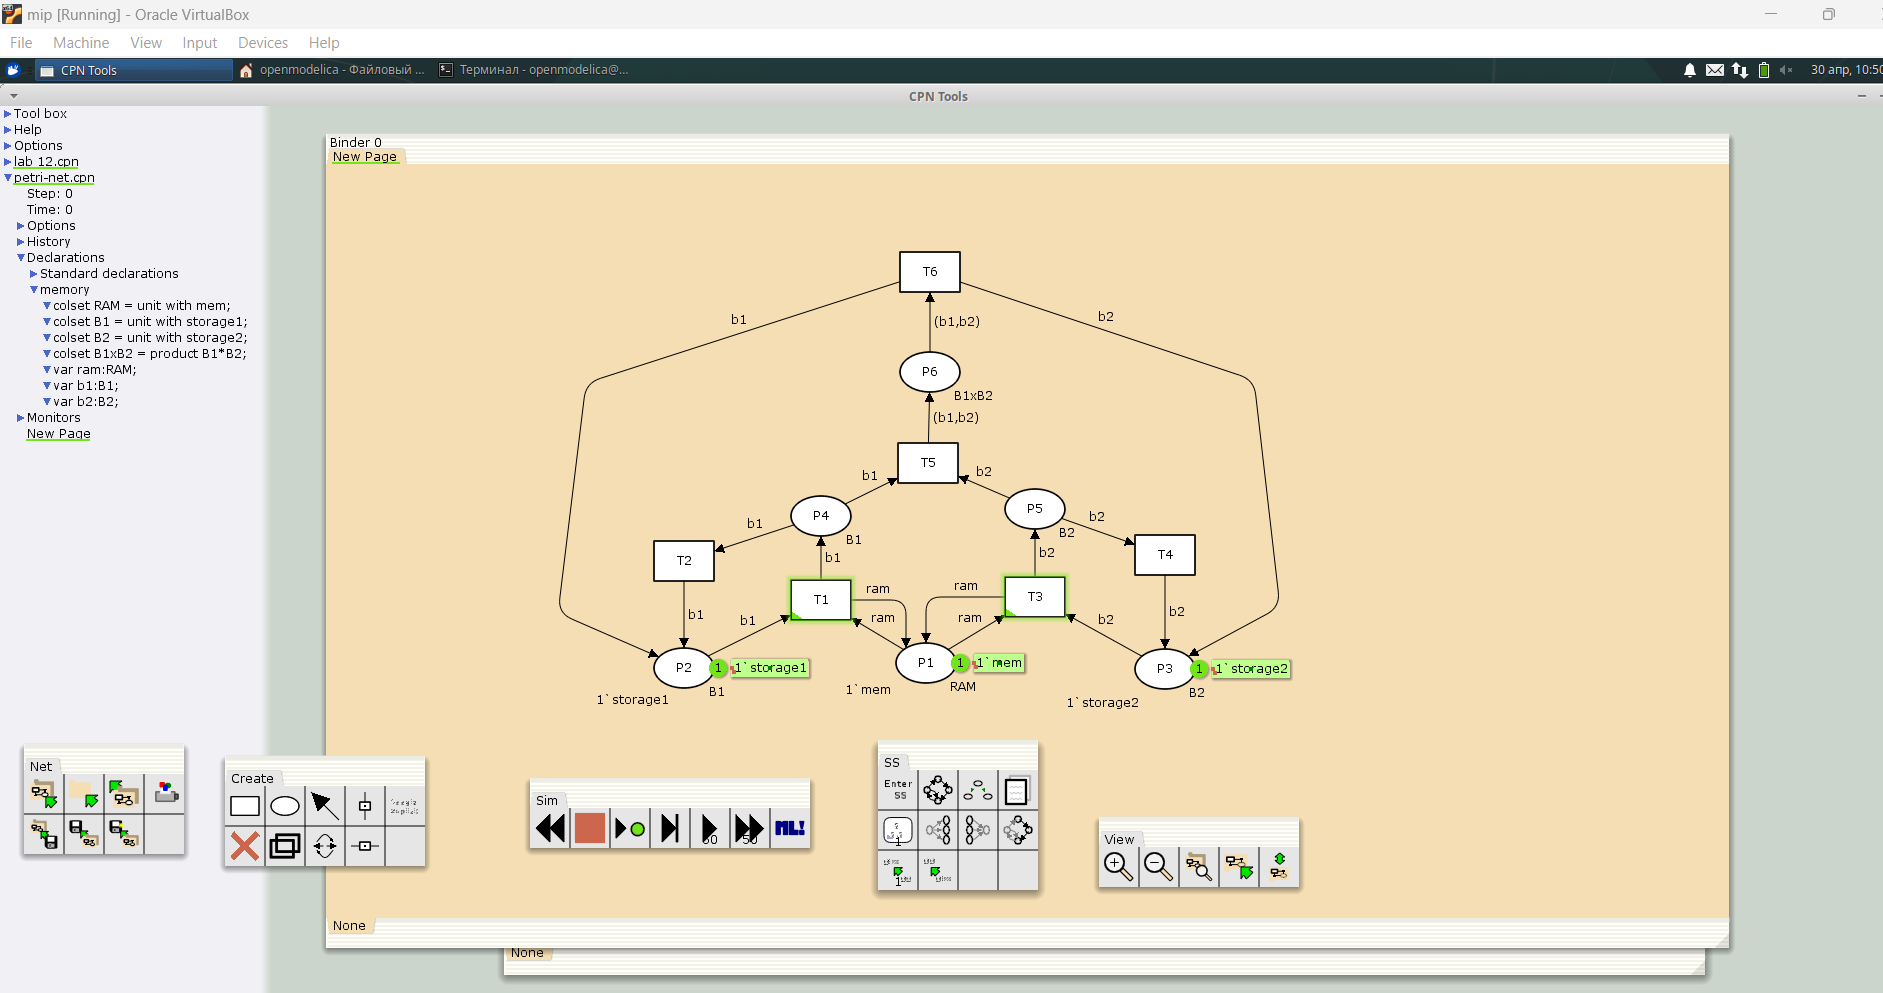 mip [Running] - Oracle VirtualBox
File Machine View Input Devices Help
CPN Tools
openmodelica - Файловый ...
Терминал - openmodelica@...
30 апр, 10:50
CPN Tools
Tool box
Help
Options
lab 12.cpn
petri-net.cpn
Step: 0
Time: 0
Options
History
Declarations
Standard declarations
memory
colset RAM = unit with mem;
colset B1 = unit with storage1;
colset B2 = unit with storage2;
colset B1xB2 = product B1*B2;
var ram:RAM;
var b1:B1;
var b2:B2;
Monitors
New Page
Binder 0
New Page
T6
b1
(b1,b2)
b2
P6
B1xB2
(b1,b2)
T5
b1
b2
P4
P5
b1
B1
b2
B2
T2
b1
b2
T4
T1
ram
ram
T3
b1
b1
ram
ram
b2
b2
P2
1
1`storage1
P1
1
1`mem
P3
1
1`storage2
1`storage1
B1
1`mem
RAM
1`storage2
B2
Net
Create
Sim
50
50
ML!
SS
Enter
SS
1
1
View
None
None